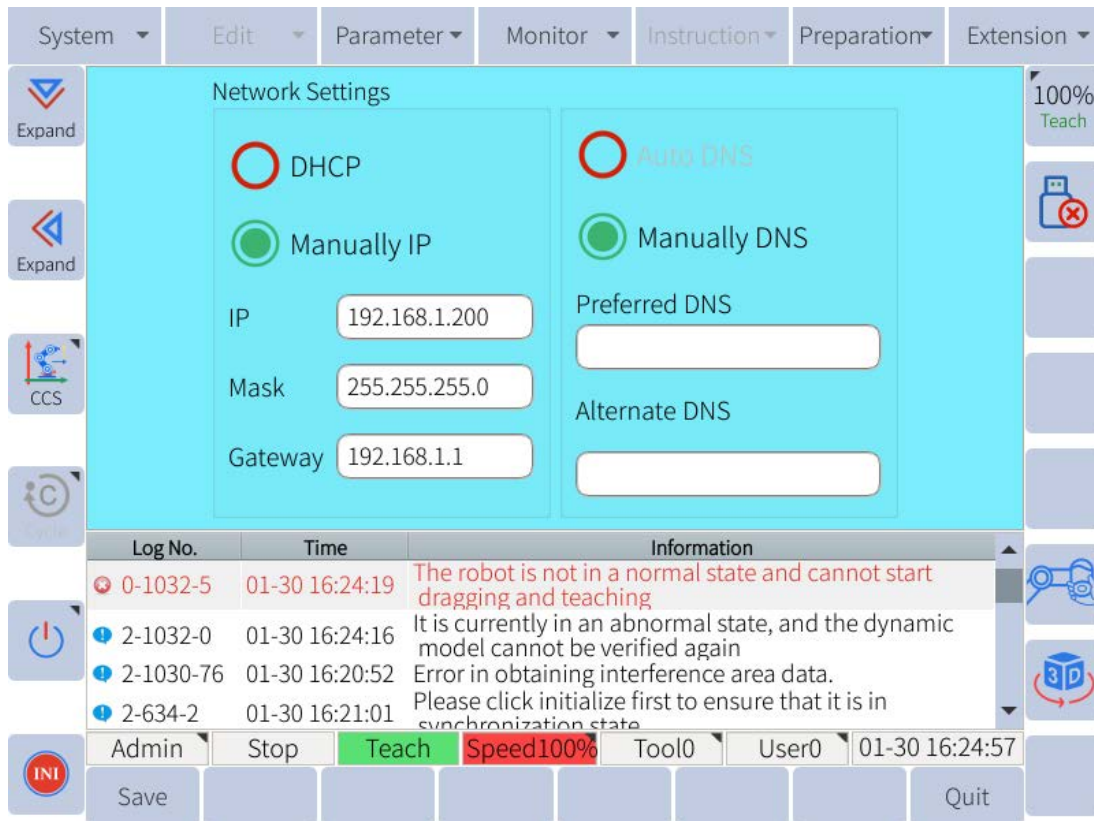 System
Edit
Parameter
Monitor
Instruction
Preparation
Extension
Expand
Expand
CCS
C
Cycle
INI
Network Settings
DHCP
Manually IP
IP 192.168.1.200
Mask 255.255.255.0
Gateway 192.168.1.1
Auto DNS
Manually DNS
Preferred DNS
Alternate DNS
100%
Teach
3D
Log No. Time Information
0-1032-5 01-30 16:24:19 The robot is not in a normal state and cannot start
dragging and teaching
2-1032-0 01-30 16:24:16 It is currently in an abnormal state, and the dynamic
model cannot be verified again
2-1030-76 01-30 16:20:52 Error in obtaining interference area data.
2-634-2 01-30 16:21:01 Please click initialize first to ensure that it is in
synchronization state
Admin Stop Teach Speed100% Tool0 User0 01-30 16:24:57
Save Quit